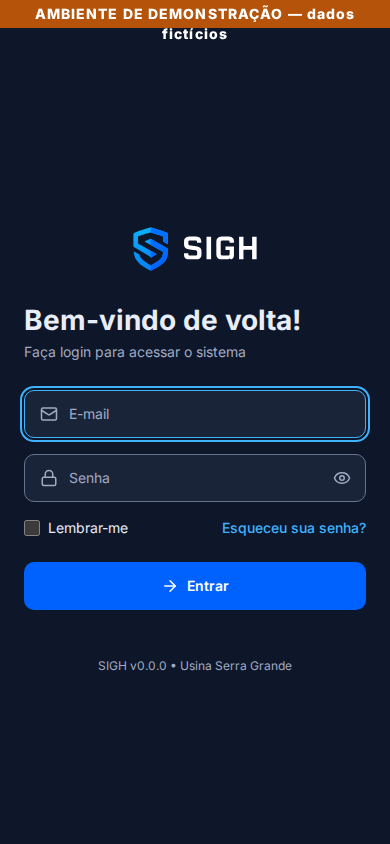 AMBIENTE DE DEMONSTRAÇÃO — dados
fictícios
SIGH
Bem-vindo de volta!
Faça login para acessar o sistema
E-mail
Senha
Lembrar-me
Esqueceu sua senha?
Entrar
SIGH v0.0.0 • Usina Serra Grande